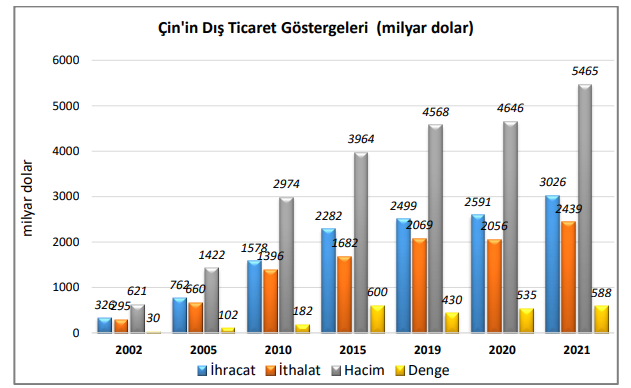 Çin'in Dış Ticaret Göstergeleri (milyar dolar)
milyar dolar
6000
5000
4000
3000
2000
1000
0
326 295 621 30
762 660 1422 102
1578 1396 2974 182
2282 1682 3964 600
2499 2069 4568 430
2591 2056 4646 535
3026 2439 5465 588
2002 2005 2010 2015 2019 2020 2021
İhracat İthalat Hacim Denge